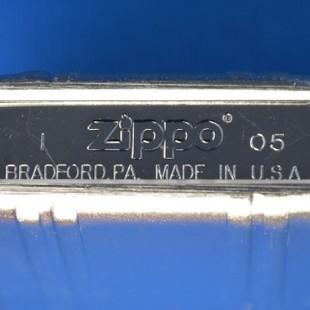 I zippo® 05
BRADFORD, PA. MADE IN U.S.A